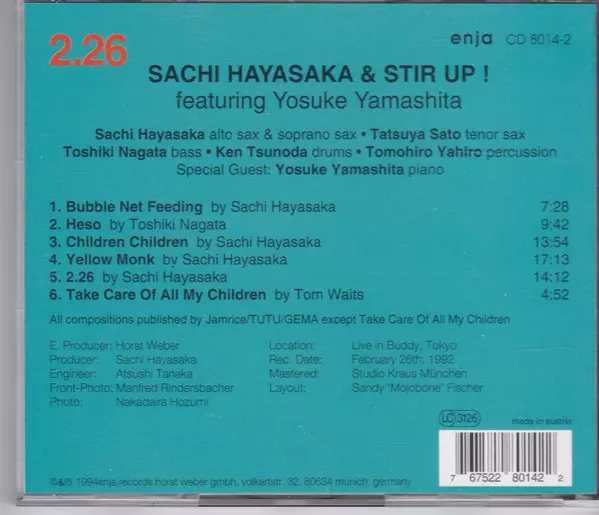 2.26
enja CD 8014-2
SACHI HAYASAKA & STIR UP !
featuring Yosuke Yamashita
Sachi Hayasaka alto sax & soprano sax • Tatsuya Sato tenor sax
Toshiki Nagata bass • Ken Tsunoda drums • Tomohiro Yahiro percussion
Special Guest: Yosuke Yamashita piano
1. Bubble Net Feeding by Sachi Hayasaka 7:28
2. Heso by Toshiki Nagata 9:42
3. Children Children by Sachi Hayasaka 13:54
4. Yellow Monk by Sachi Hayasaka 17:13
5. 2.26 by Sachi Hayasaka 14:12
6. Take Care Of All My Children by Tom Waits 4:52
All compositions published by Jamrice/TUTU/GEMA except Take Care Of All My Children
E. Producer: Horst Weber Location: Live in Buddy, Tokyo
Producer: Sachi Hayasaka Rec. Date: February 26th, 1992
Engineer: Atsushi Tanaka Mastered: Studio Kraus München
Front-Photo: Manfred Rindersbacher Layout: Sandy "Mojobone" Fischer
Photo: Nakadaira Hozumi
LC 3126
made in austria
©&℗ 1994enja records horst weber gmbh, volkartstr. 32, 80634 munich, germany
7 67522 80142 2